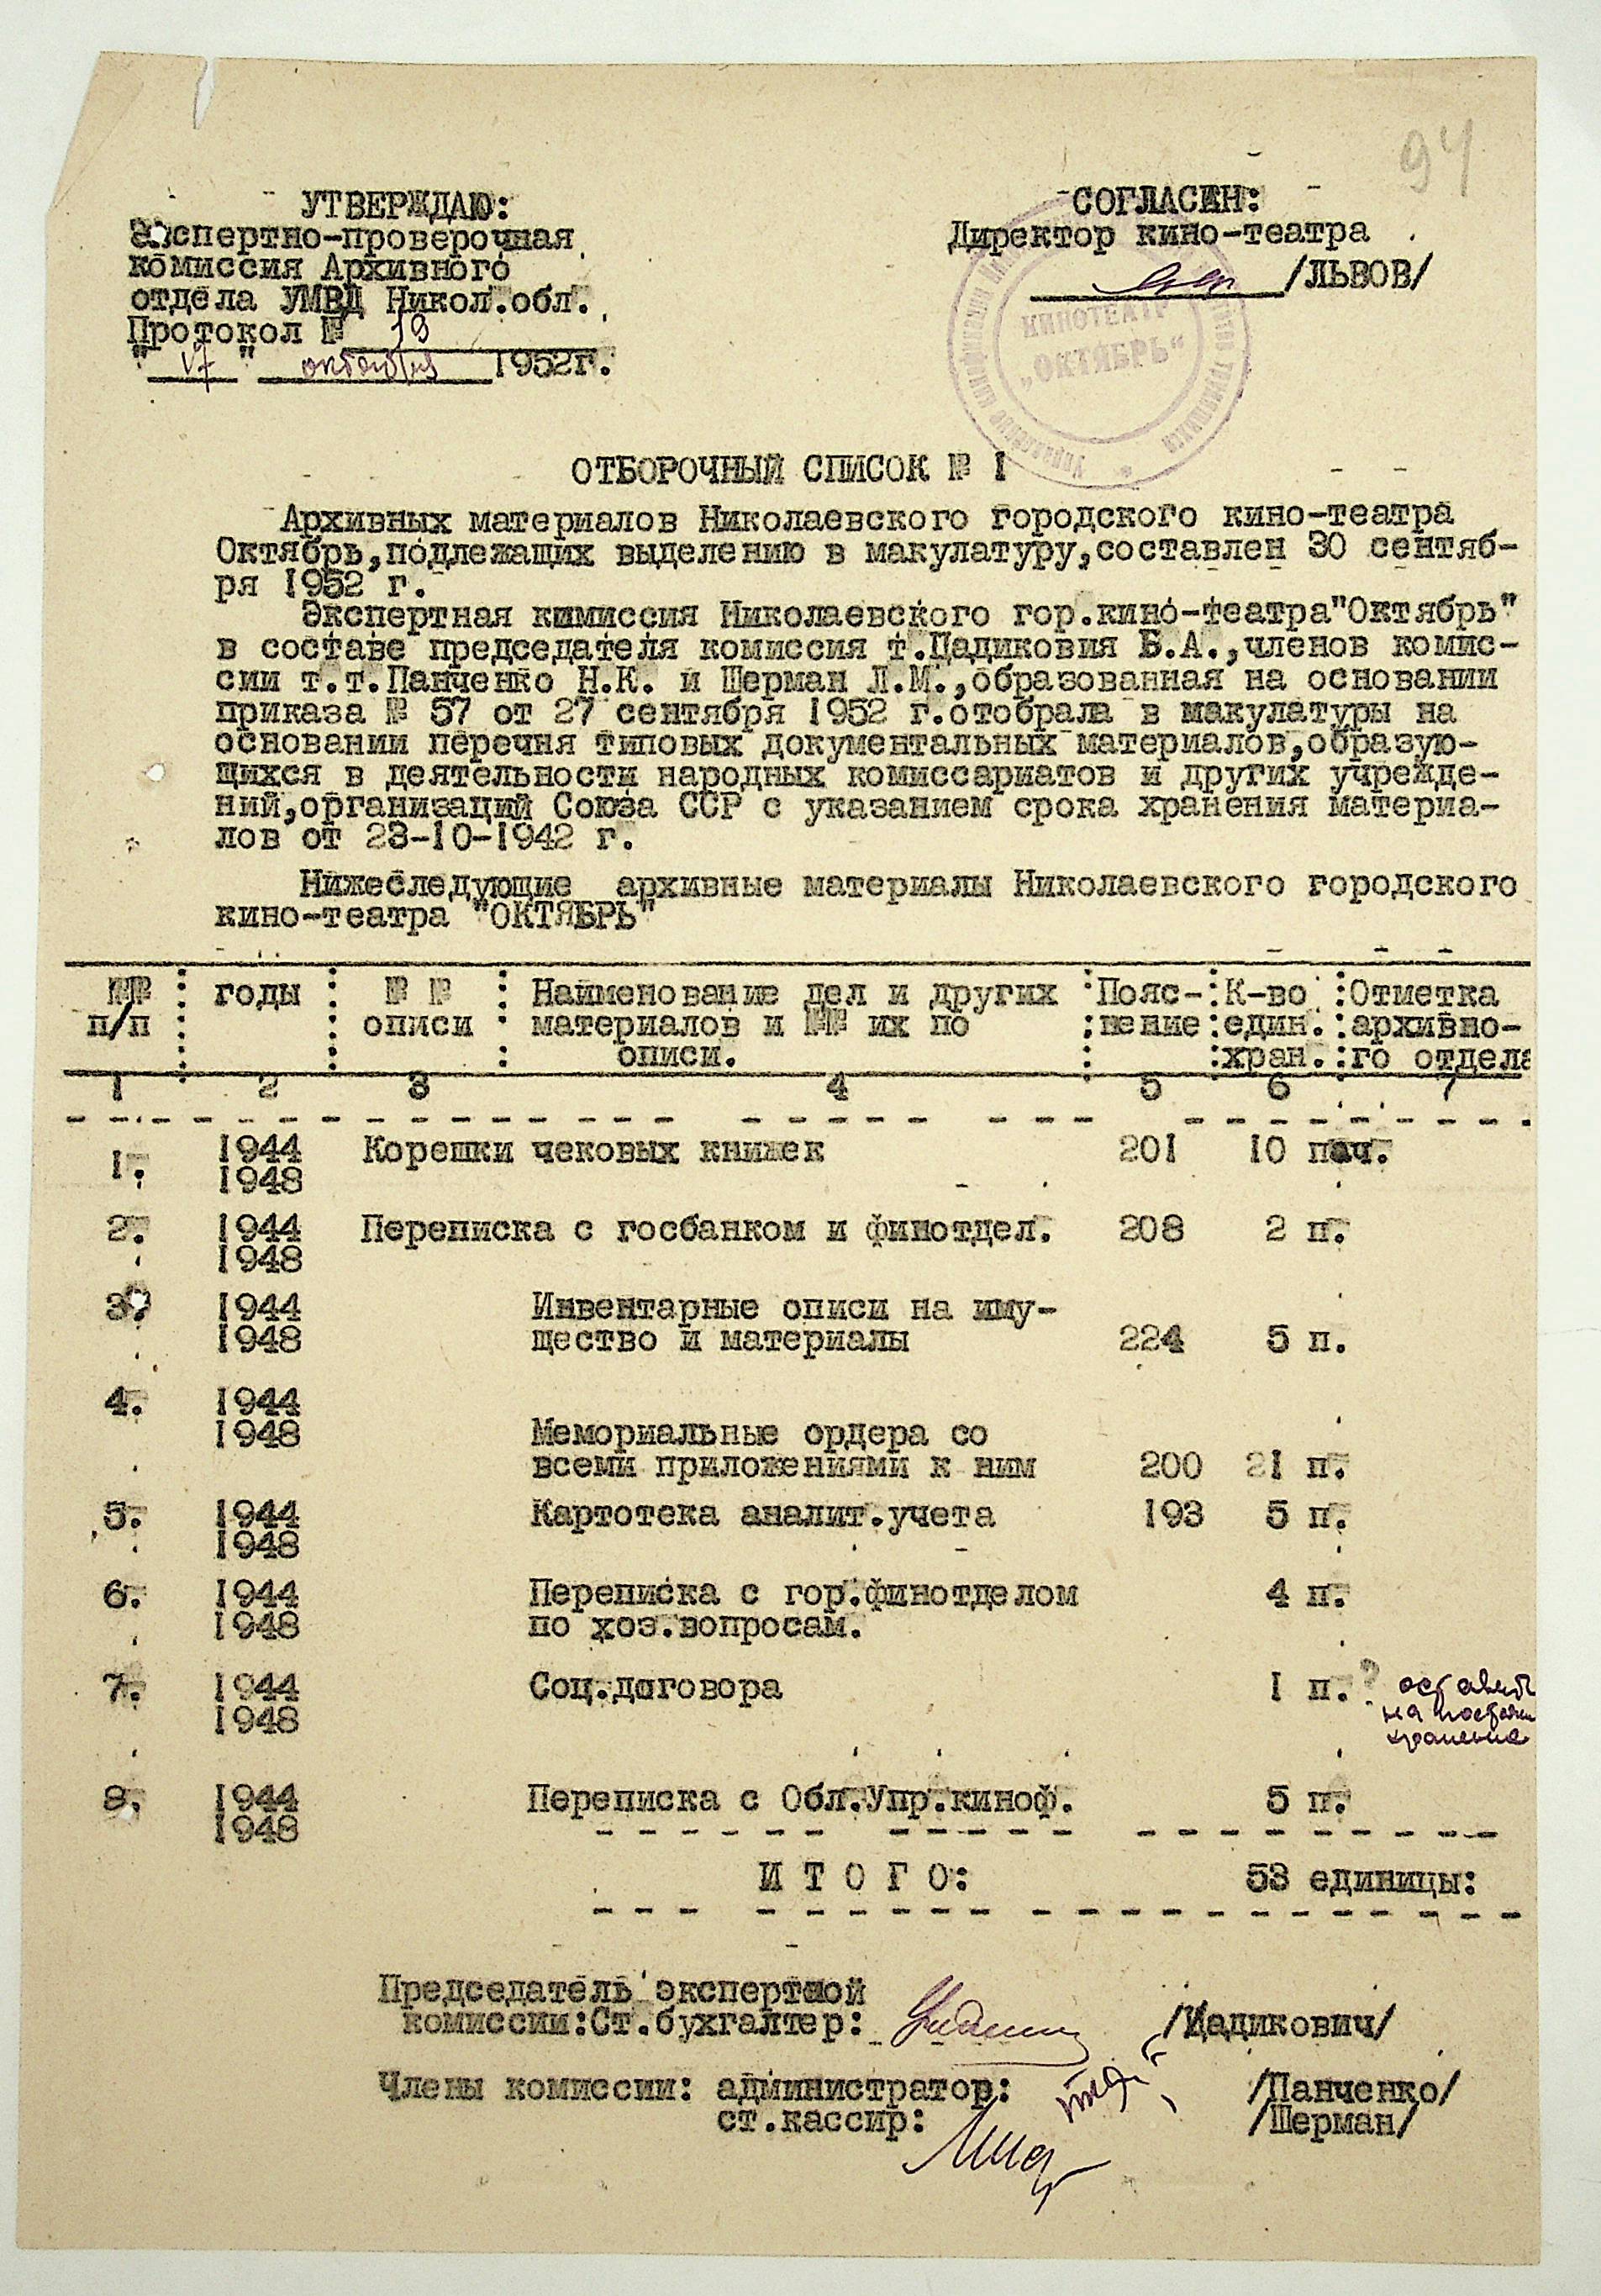 94
УТВЕРЖДАЮ:
Экспертно-проверочная
комиссия Архивного
отдела УМВД Никол.обл.
Протокол № 19
"17" октября 1952г.
СОГЛАСЕН:
Директор кино-театра
/ЛЬВОВ/
КИНОТЕАТР
„ОКТЯБРЬ“
ОТБОРОЧНЫЙ СПИСОК № I
Архивных материалов Николаевского городского кино-театра
Октябрь,подлежащих выделению в макулатуру,составлен 30 сентяб-
ря 1952 г.
Экспертная комиссия Николаевского гор.кино-театра"Октябрь"
в составе председателя комиссия т.Цадиковия Б.А.,членов комис-
сии т.т.Панченко Н.К. и Шерман Л.М.,образованная на основании
приказа № 57 от 27 сентября 1952 г.отобрала в макулатуры на
основании перечня типовых документальных материалов,образую-
щихся в деятельности народных комиссариатов и других учрежде-
ний,организаций Союза ССР с указанием срока хранения материа-
лов от 23-10-1942 г.
Нижеследующие архивные материалы Николаевского городского
кино-театра "ОКТЯБРЬ"
№№ : годы : № № : Наименование дел и других : Пояс- : К-во : Отметка
п/п : : описи : материалов и №№ их по : нение : един. : архивно-
описи. : хран. : го отдела
1 2 3 4 5 6 7
1. 1944 Корешки чековых книжек 201 10 пач.
1948
2. 1944 Переписка с госбанком и финотдел. 208 2 п.
1948
3. 1944 Инвентарные описи на иму-
1948 щество и материалы 224 5 п.
4. 1944
1948 Мемориальные ордера со
всеми приложениями к ним 200 21 п.
5. 1944 Картотека аналит.учета 193 5 п.
1948
6. 1944 Переписка с гор.финотделом 4 п.
1948 по хоз.вопросам.
7. 1944 Соц.договора I п. ? оставить
1948 на
хранение
8. 1944 Переписка с Обл.Упр.киноф. 5 п.
1948
И Т О Г О: 53 единицы:
Председатель экспертной
комиссии:Ст.бухгалтер: /Цадикович/
Члены комиссии: администратор: /Панченко/
ст.кассир: /Шерман/